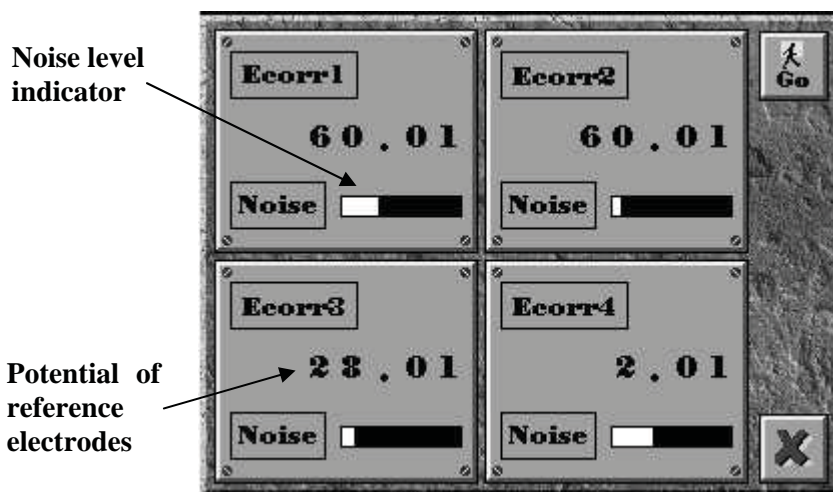 Noise level
indicator
Ecorr1
60.01
Noise
Ecorr2
60.01
Noise
Go
Potential of
reference
electrodes
Ecorr3
28.01
Noise
Ecorr4
2.01
Noise